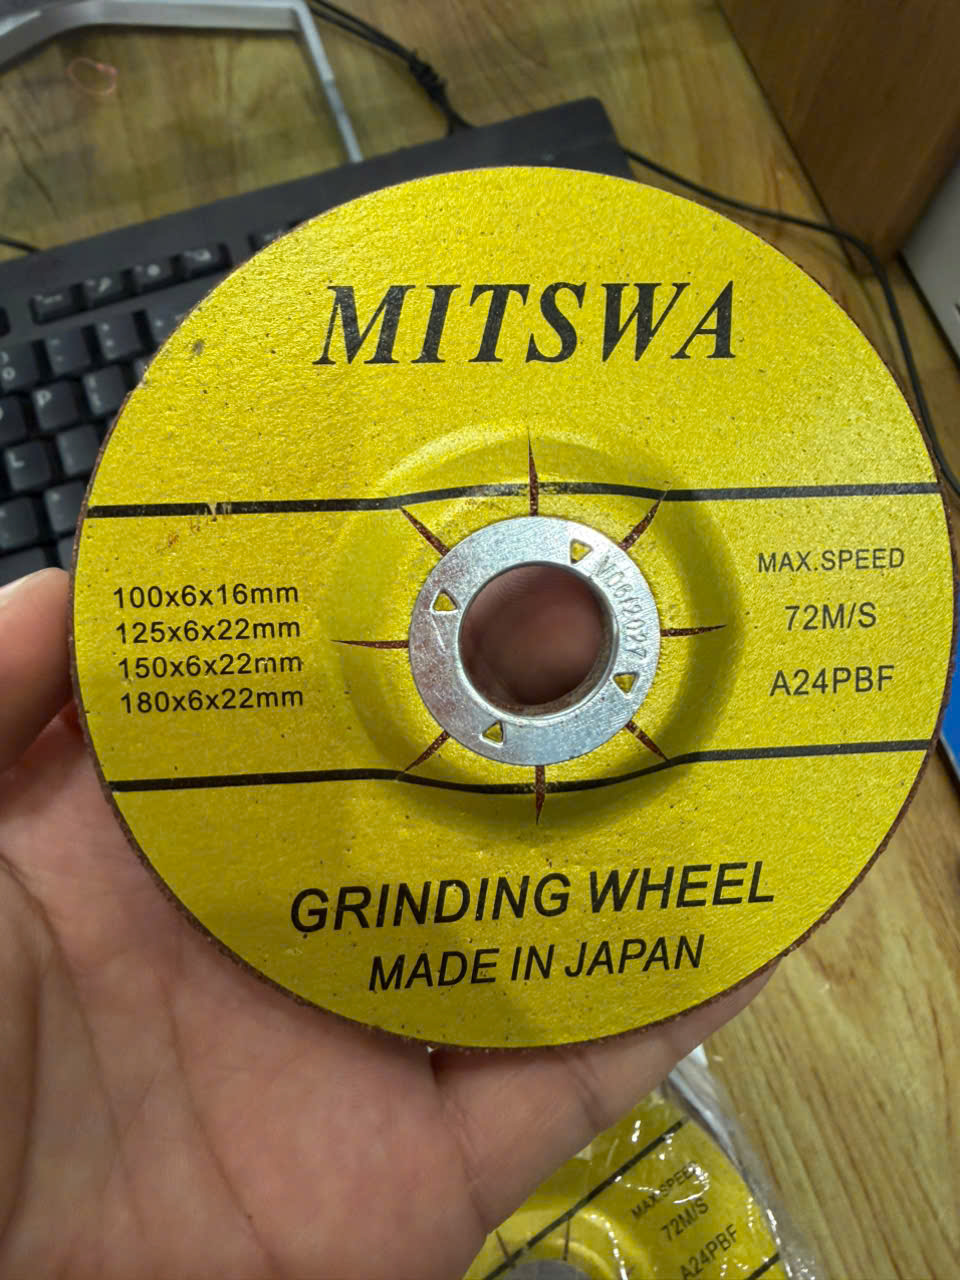 MITSWA
100x6x16mm
125x6x22mm
150x6x22mm
180x6x22mm
MAX.SPEED
72M/S
A24PBF
GRINDING WHEEL
MADE IN JAPAN
MAX.SPEED
72M/S
A24PBF
P
L